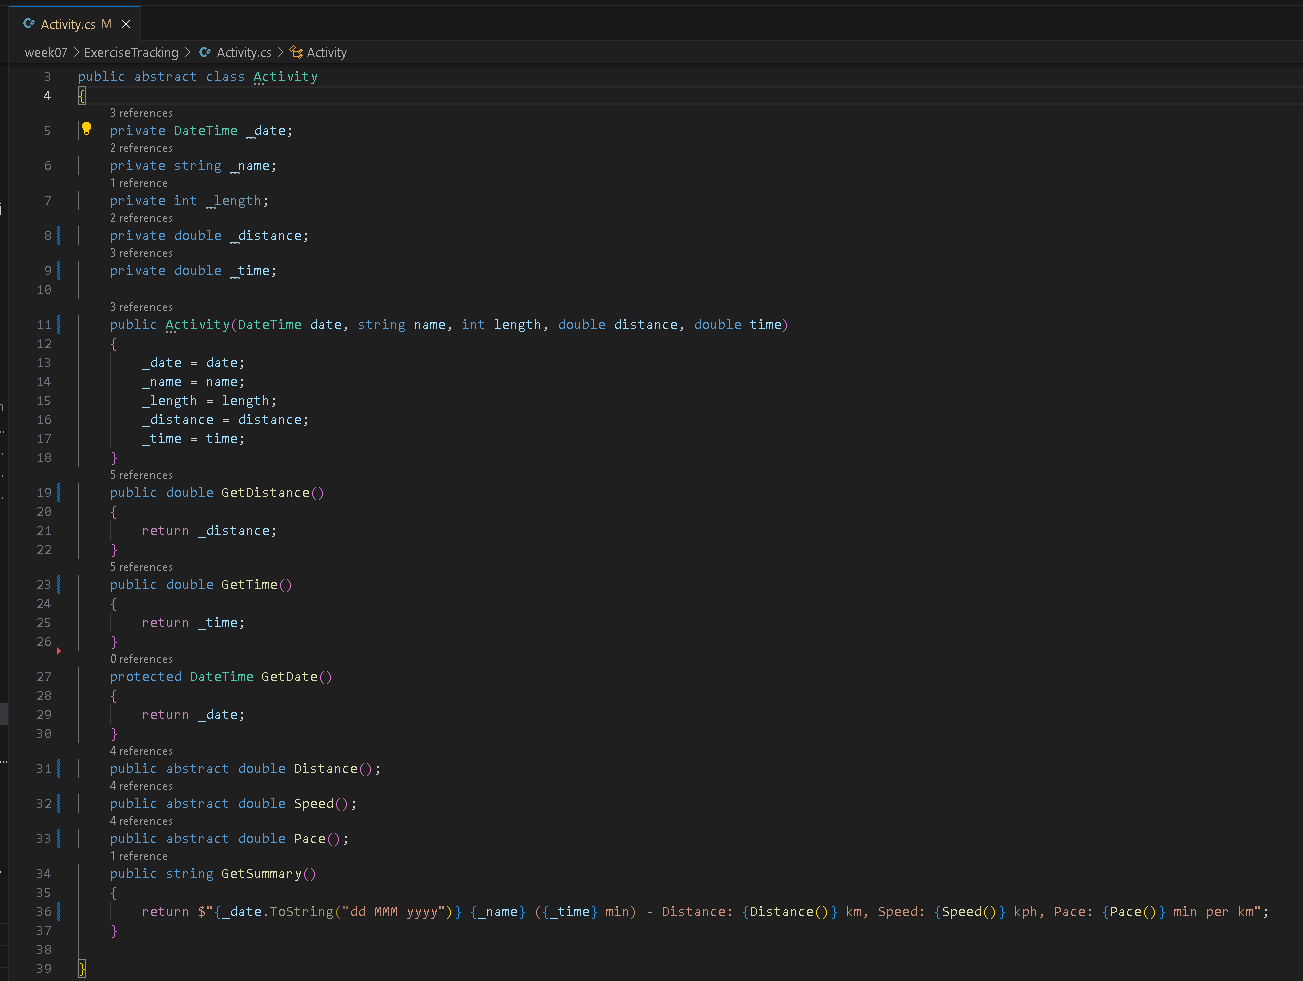 Activity.cs M ×
week07 > ExerciseTracking > Activity.cs > Activity
3 public abstract class Activity
4 {
3 references
5 private DateTime _date;
2 references
6 private string _name;
1 reference
7 private int _length;
2 references
8 private double _distance;
3 references
9 private double _time;
10
3 references
11 public Activity(DateTime date, string name, int length, double distance, double time)
12 {
13 _date = date;
14 _name = name;
15 _length = length;
16 _distance = distance;
17 _time = time;
18 }
5 references
19 public double GetDistance()
20 {
21 return _distance;
22 }
5 references
23 public double GetTime()
24 {
25 return _time;
26 }
0 references
27 protected DateTime GetDate()
28 {
29 return _date;
30 }
4 references
31 public abstract double Distance();
4 references
32 public abstract double Speed();
4 references
33 public abstract double Pace();
1 reference
34 public string GetSummary()
35 {
36 return $"{_date.ToString("dd MMM yyyy")} {_name} ({_time} min) - Distance: {Distance()} km, Speed: {Speed()} kph, Pace: {Pace()} min per km";
37 }
38
39 }